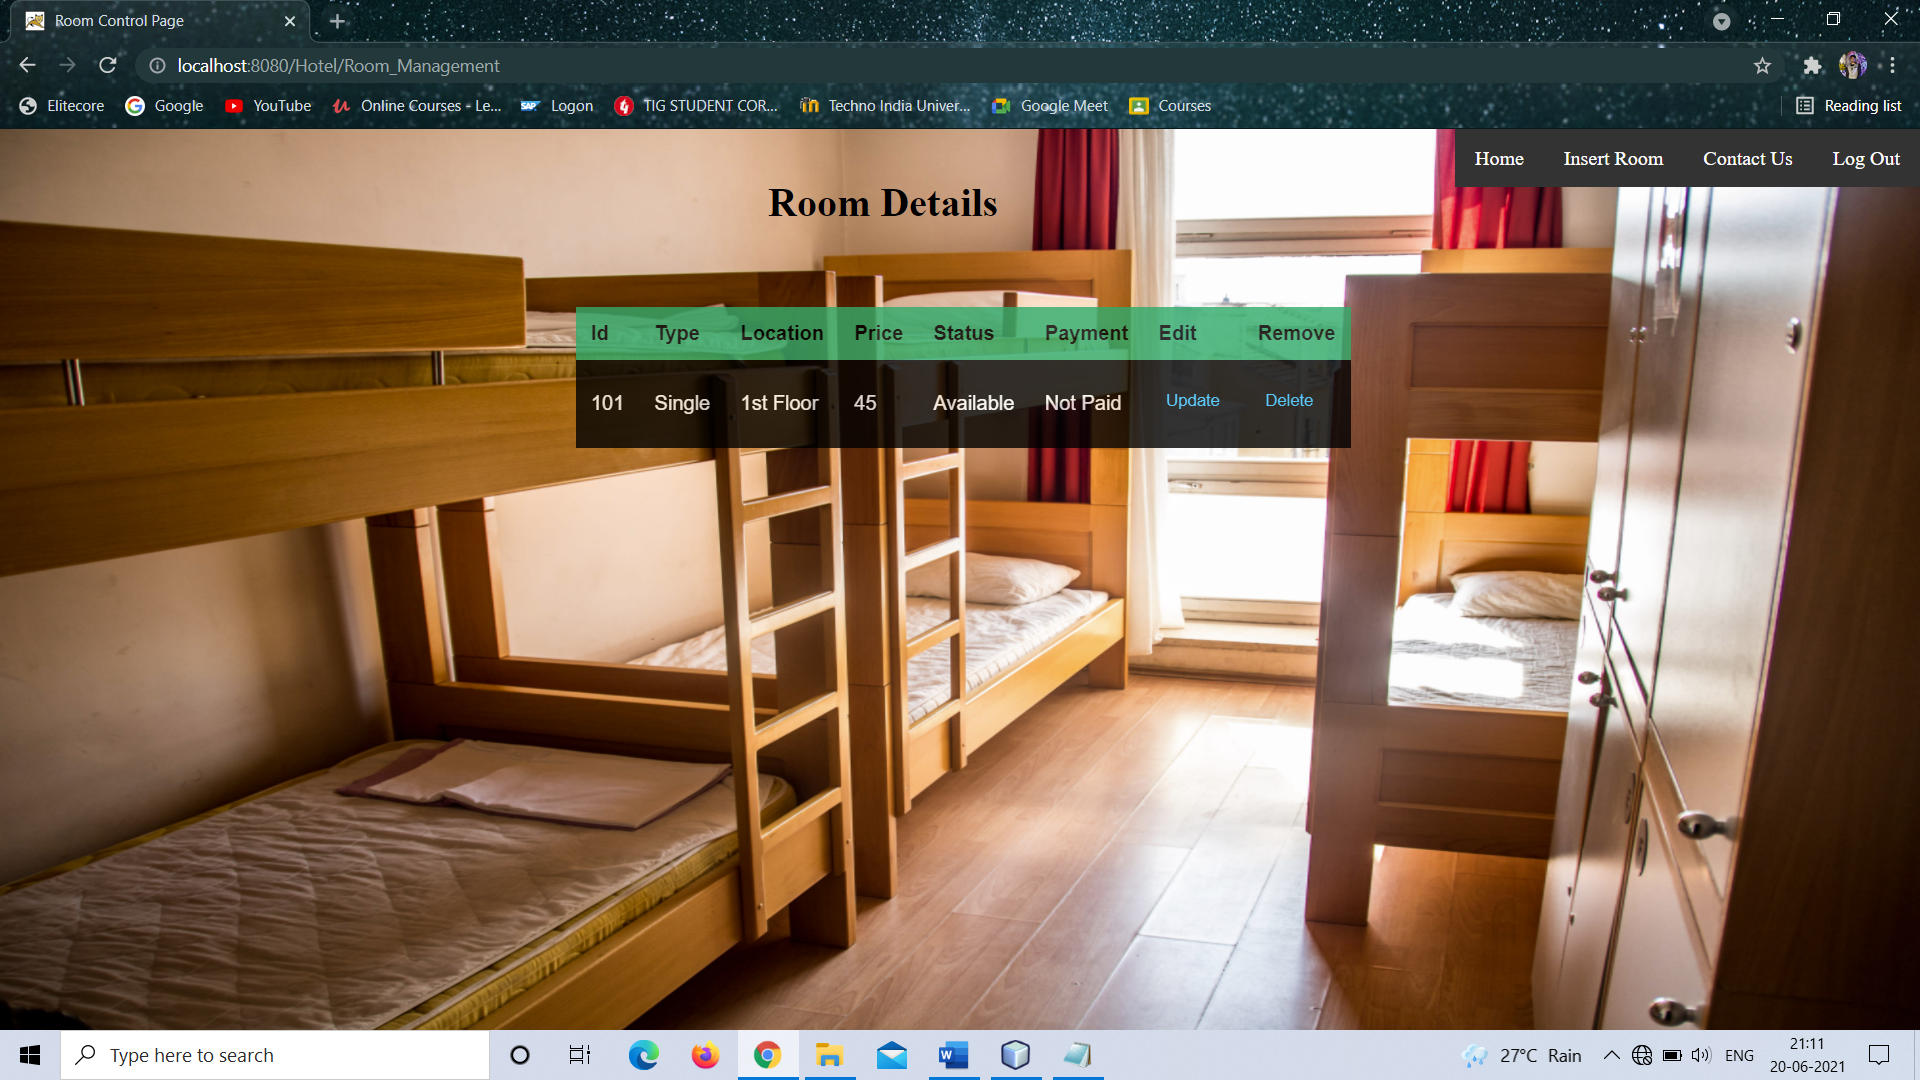 Room Control Page
localhost:8080/Hotel/Room_Management
Elitecore Google YouTube Online Courses - Le... Logon TIG STUDENT COR... Techno India Univer... Google Meet Courses Reading list
Home Insert Room Contact Us Log Out
Room Details
Id Type Location Price Status Payment Edit Remove
101 Single 1st Floor 45 Available Not Paid Update Delete
Type here to search
27°C Rain
ENG
21:11
20-06-2021